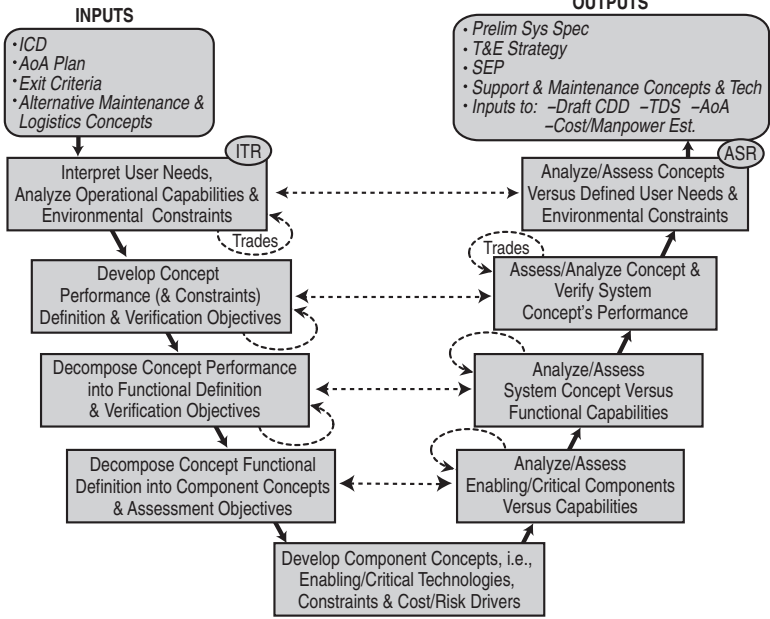 INPUTS
• ICD
• AoA Plan
• Exit Criteria
• Alternative Maintenance &
Logistics Concepts
OUTPUTS
• Prelim Sys Spec
• T&E Strategy
• SEP
• Support & Maintenance Concepts & Tech
• Inputs to: –Draft CDD –TDS –AoA
–Cost/Manpower Est.
ITR
Interpret User Needs,
Analyze Operational Capabilities &
Environmental Constraints
Trades
ASR
Analyze/Assess Concepts
Versus Defined User Needs &
Environmental Constraints
Develop Concept
Performance (& Constraints)
Definition & Verification Objectives
Trades
Assess/Analyze Concept &
Verify System
Concept's Performance
Decompose Concept Performance
into Functional Definition
& Verification Objectives
Analyze/Assess
System Concept Versus
Functional Capabilities
Decompose Concept Functional
Definition into Component Concepts
& Assessment Objectives
Analyze/Assess
Enabling/Critical Components
Versus Capabilities
Develop Component Concepts, i.e.,
Enabling/Critical Technologies,
Constraints & Cost/Risk Drivers